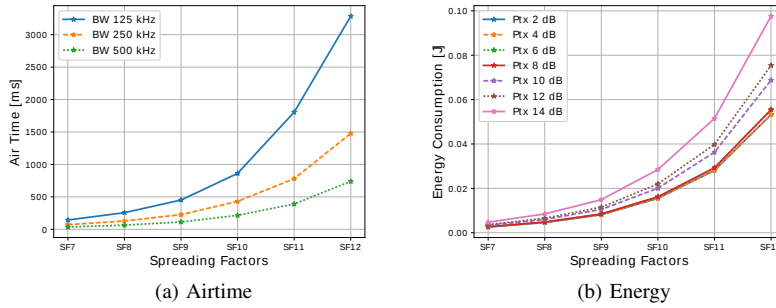 BW 125 kHz
BW 250 kHz
BW 500 kHz
Air Time [ms]
3000
2500
2000
1500
1000
500
0
SF7 SF8 SF9 SF10 SF11 SF12
Spreading Factors
(a) Airtime
Ptx 2 dB
Ptx 4 dB
Ptx 6 dB
Ptx 8 dB
Ptx 10 dB
Ptx 12 dB
Ptx 14 dB
Energy Consumption [J]
0.10
0.08
0.06
0.04
0.02
0.00
SF7 SF8 SF9 SF10 SF11 SF1
Spreading Factors
(b) Energy